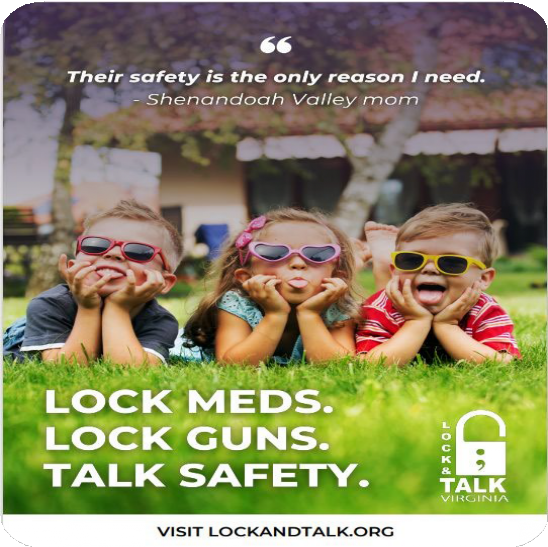 “
Their safety is the only reason I need.
- Shenandoah Valley mom
LOCK MEDS.
LOCK GUNS.
TALK SAFETY.
LOCK&
;
TALK
VIRGINIA
VISIT LOCKANDTALK.ORG